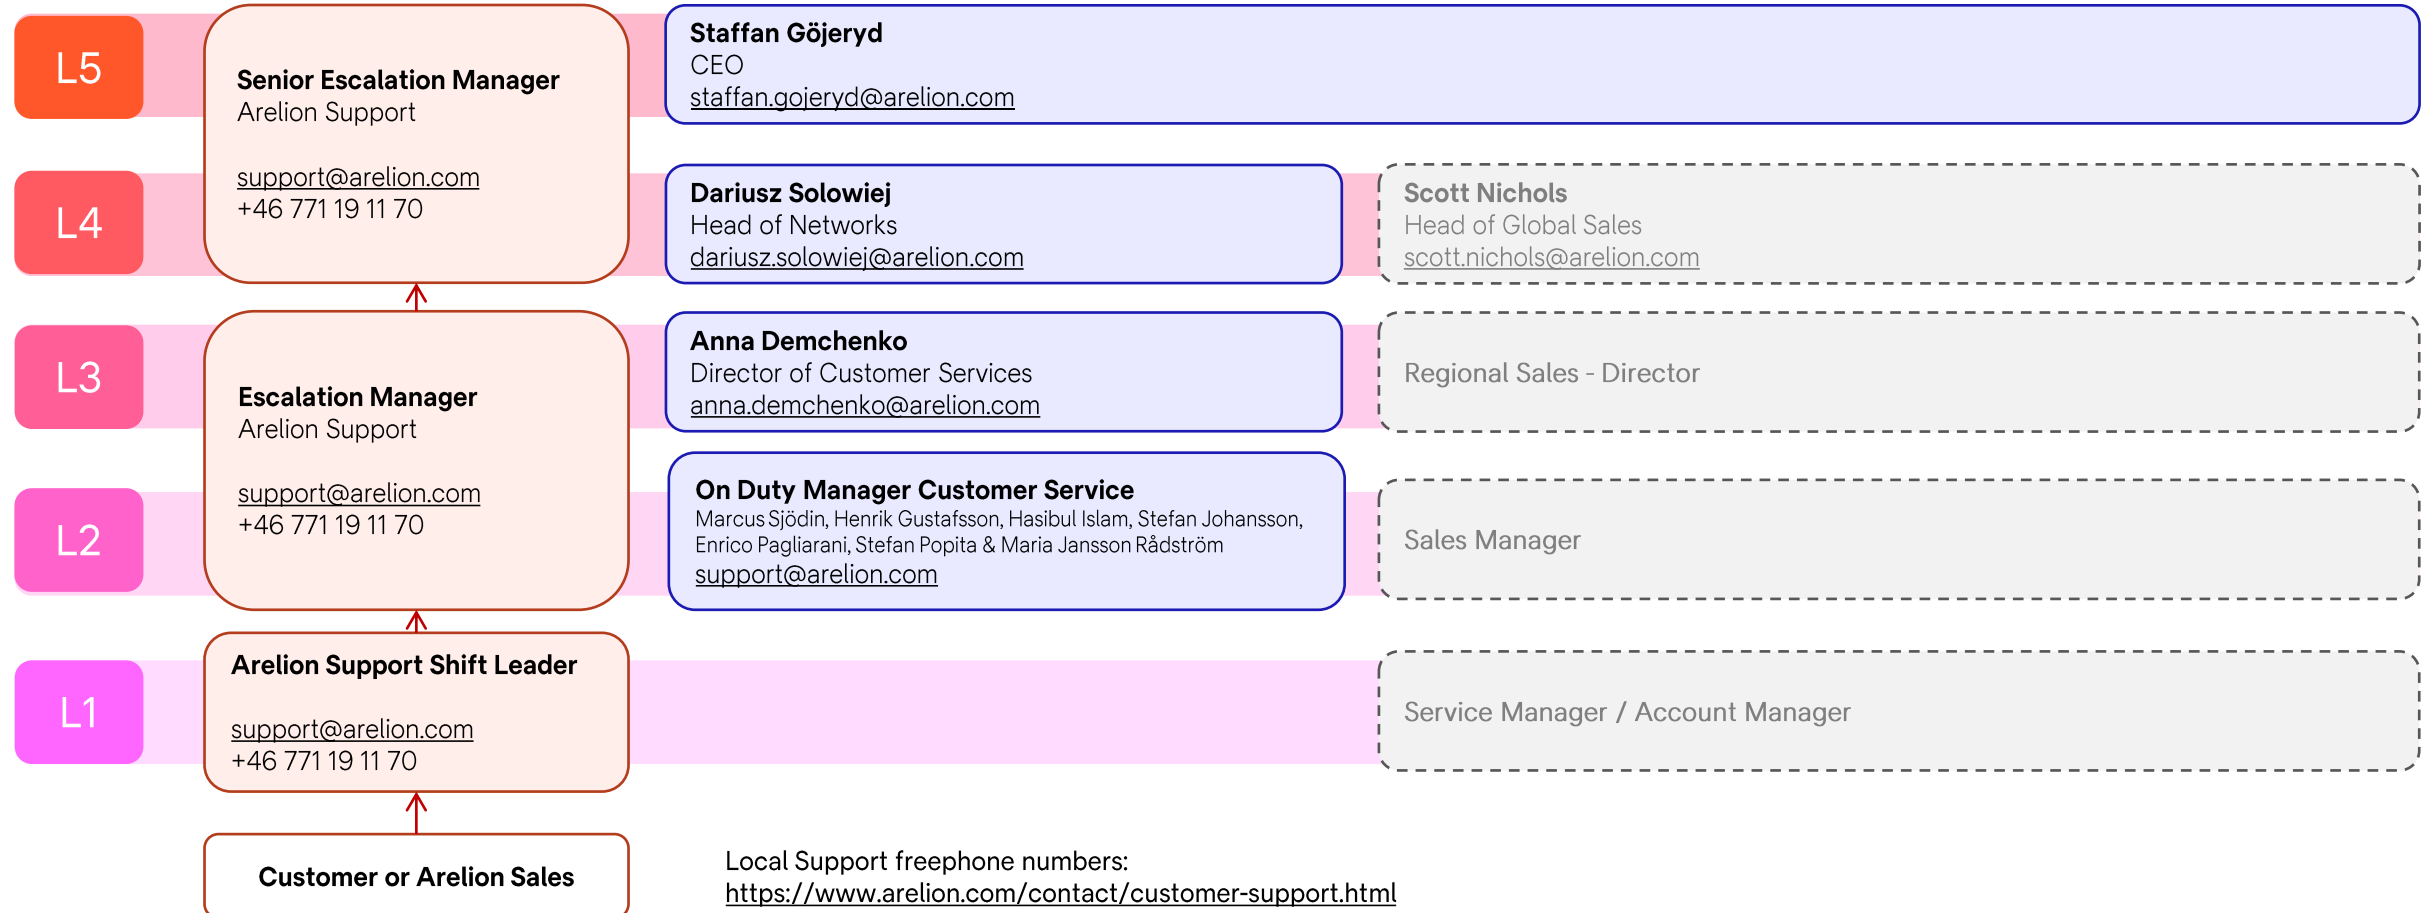 L5
Senior Escalation Manager
Arelion Support
support@arelion.com
+46 771 19 11 70
Staffan Göjeryd
CEO
staffan.gojeryd@arelion.com
L4
Dariusz Solowiej
Head of Networks
dariusz.solowiej@arelion.com
Scott Nichols
Head of Global Sales
scott.nichols@arelion.com
L3
Escalation Manager
Arelion Support
support@arelion.com
+46 771 19 11 70
Anna Demchenko
Director of Customer Services
anna.demchenko@arelion.com
Regional Sales - Director
L2
On Duty Manager Customer Service
Marcus Sjödin, Henrik Gustafsson, Hasibul Islam, Stefan Johansson,
Enrico Pagliarani, Stefan Popita & Maria Jansson Rådström
support@arelion.com
Sales Manager
L1
Arelion Support Shift Leader
support@arelion.com
+46 771 19 11 70
Service Manager / Account Manager
Customer or Arelion Sales
Local Support freephone numbers:
https://www.arelion.com/contact/customer-support.html